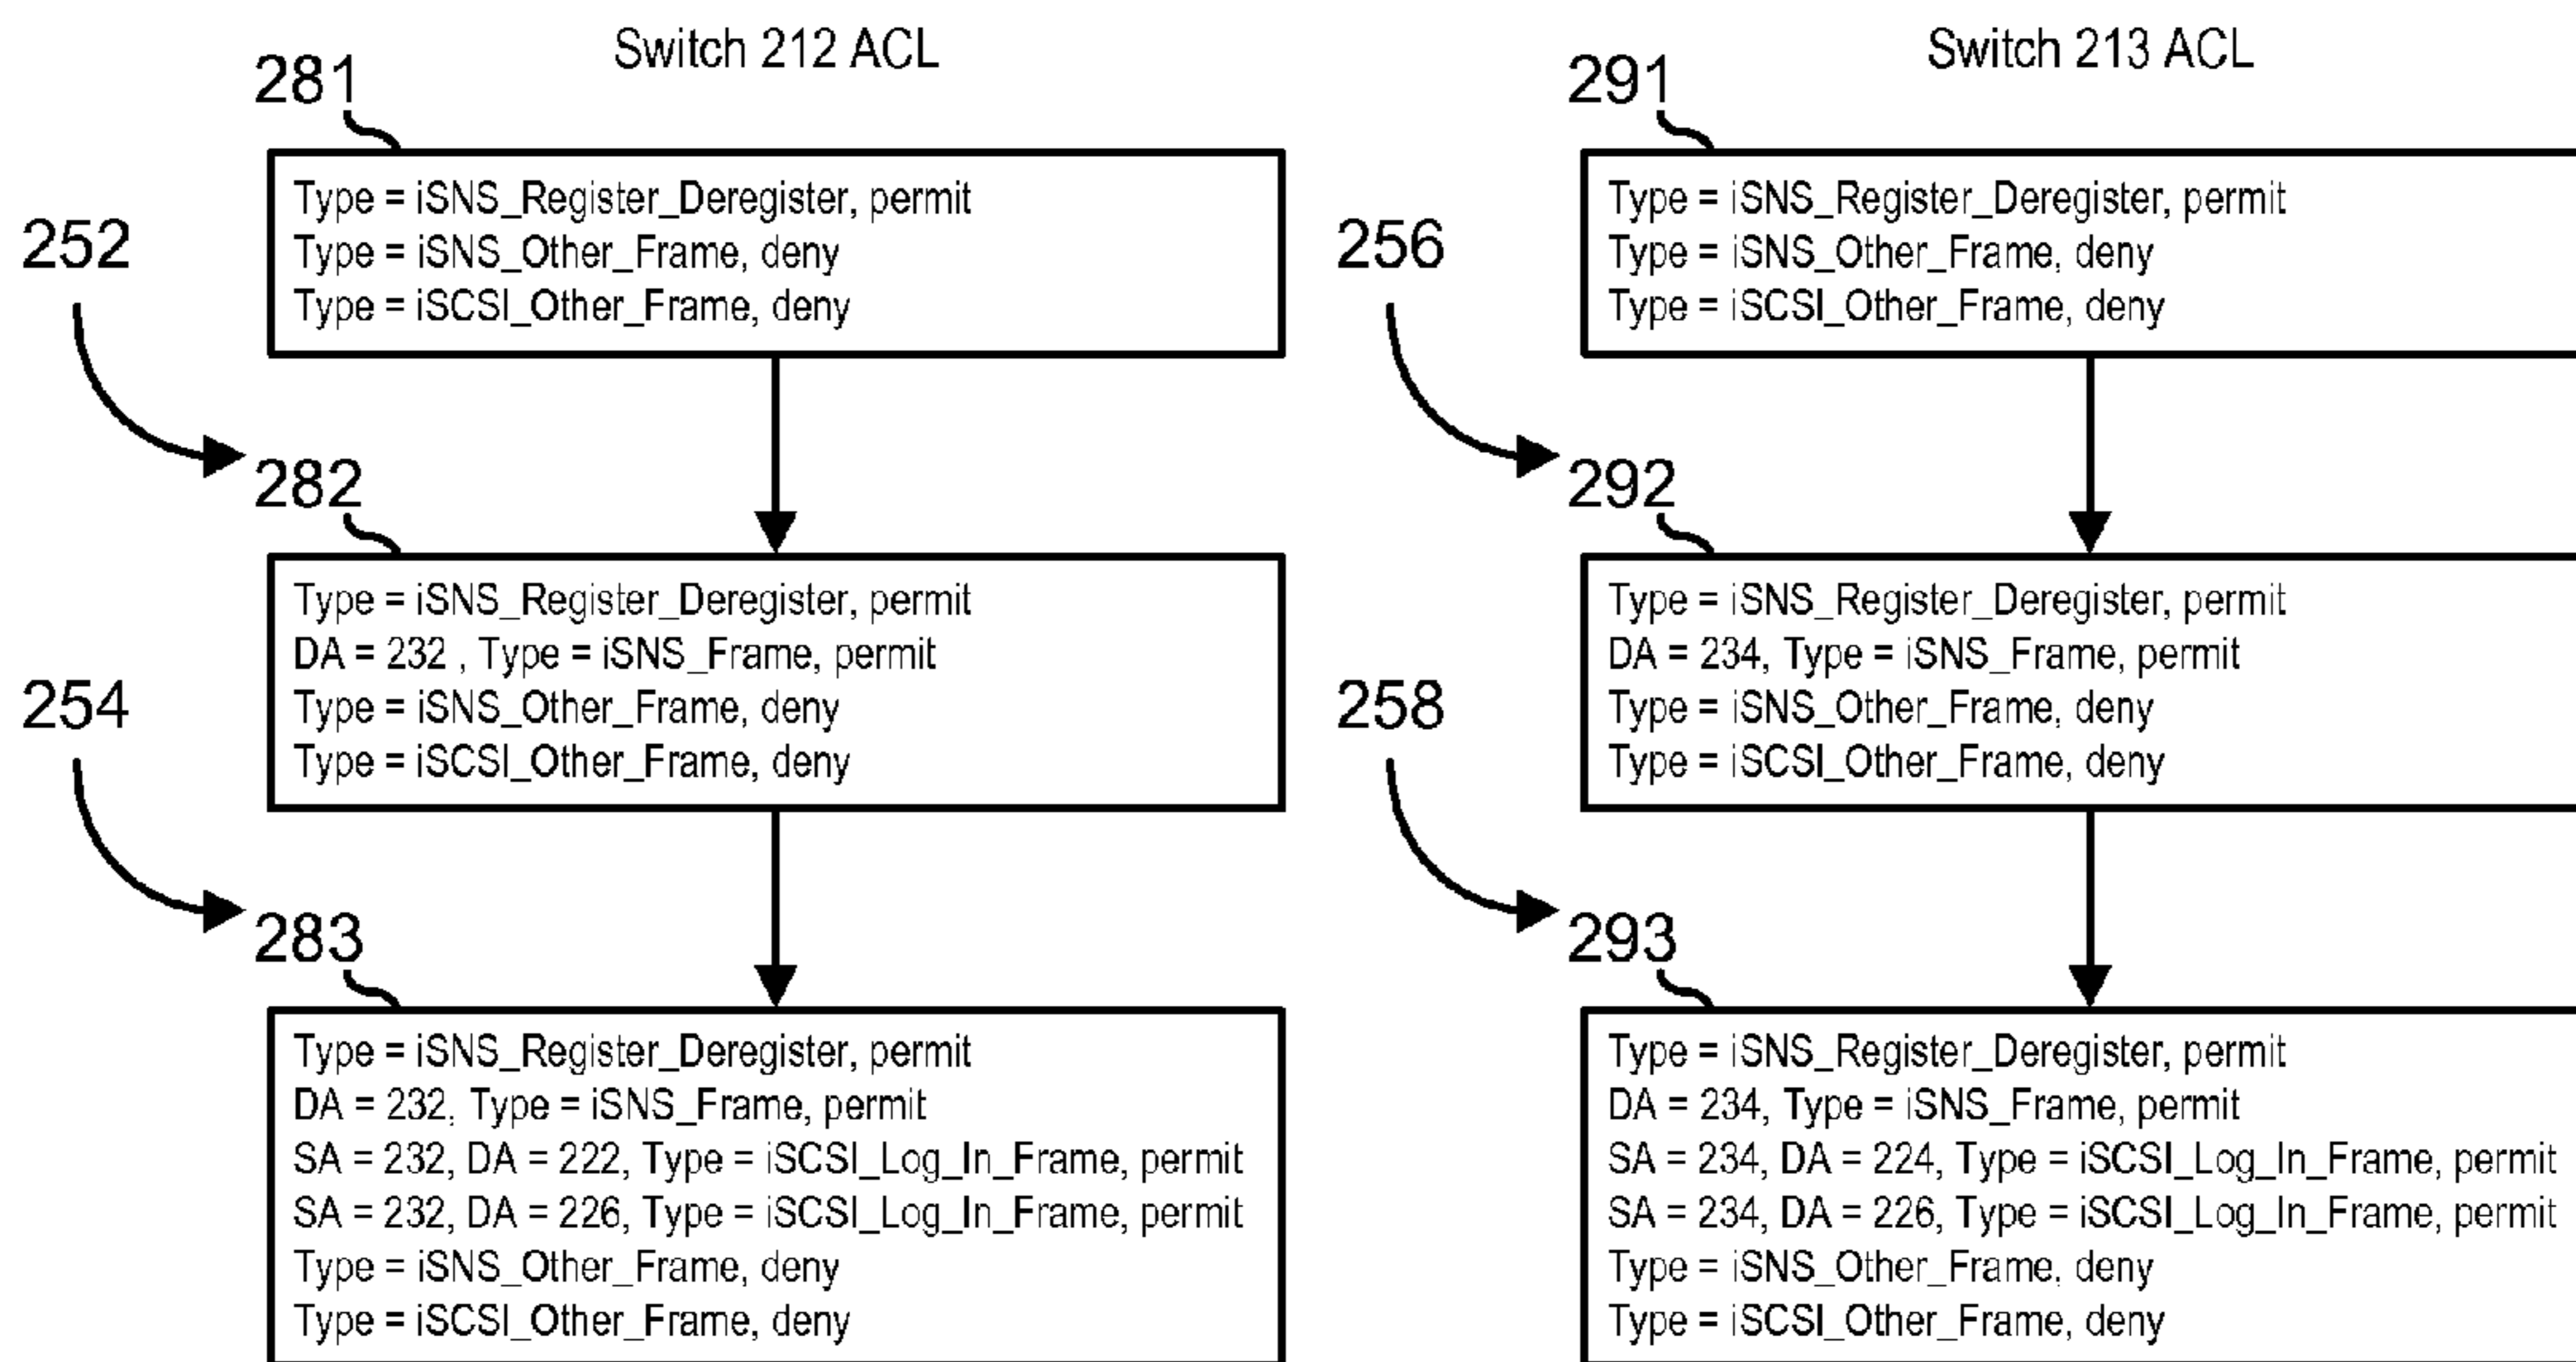 Switch 212 ACL
281
Type = iSNS_Register_Deregister, permit
Type = iSNS_Other_Frame, deny
Type = iSCSI_Other_Frame, deny
252
282
Type = iSNS_Register_Deregister, permit
DA = 232 , Type = iSNS_Frame, permit
Type = iSNS_Other_Frame, deny
Type = iSCSI_Other_Frame, deny
254
283
Type = iSNS_Register_Deregister, permit
DA = 232, Type = iSNS_Frame, permit
SA = 232, DA = 222, Type = iSCSI_Log_In_Frame, permit
SA = 232, DA = 226, Type = iSCSI_Log_In_Frame, permit
Type = iSNS_Other_Frame, deny
Type = iSCSI_Other_Frame, deny
Switch 213 ACL
291
Type = iSNS_Register_Deregister, permit
Type = iSNS_Other_Frame, deny
Type = iSCSI_Other_Frame, deny
256
292
Type = iSNS_Register_Deregister, permit
DA = 234, Type = iSNS_Frame, permit
Type = iSNS_Other_Frame, deny
Type = iSCSI_Other_Frame, deny
258
293
Type = iSNS_Register_Deregister, permit
DA = 234, Type = iSNS_Frame, permit
SA = 234, DA = 224, Type = iSCSI_Log_In_Frame, permit
SA = 234, DA = 226, Type = iSCSI_Log_In_Frame, permit
Type = iSNS_Other_Frame, deny
Type = iSCSI_Other_Frame, deny